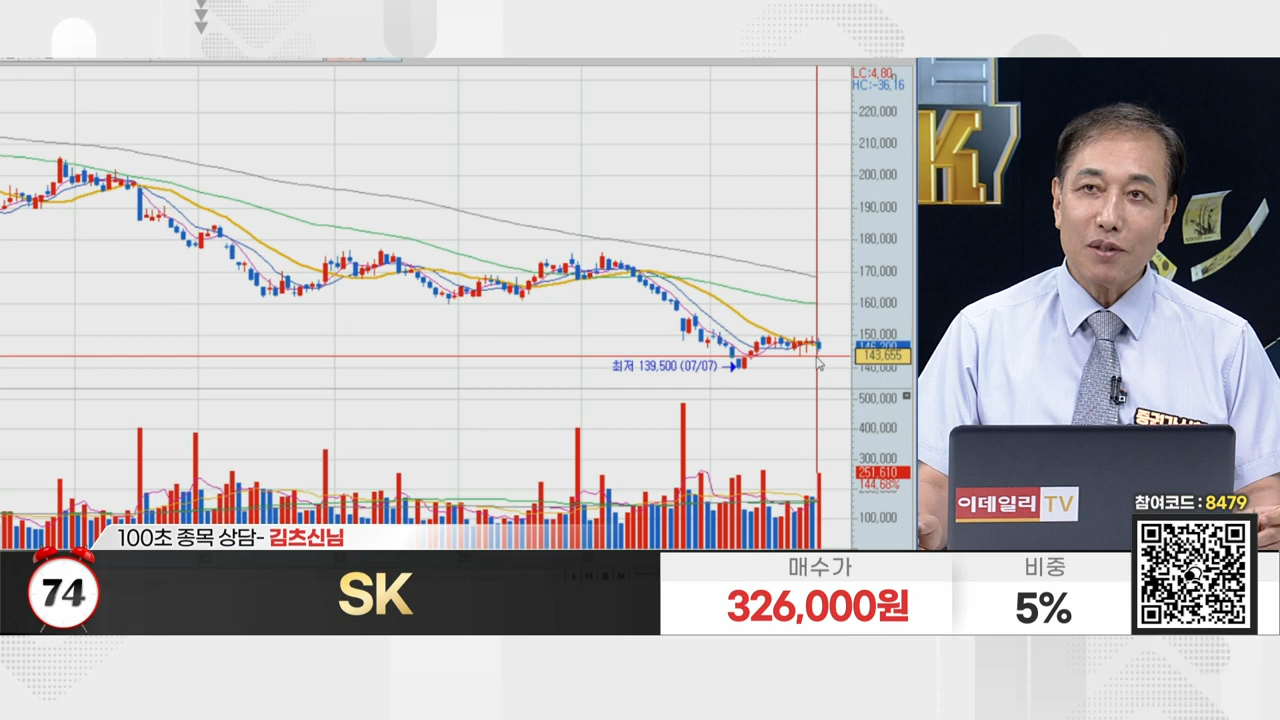 LC:4,80
HC:-36,16
220,000
210,000
200,000
190,000
180,000
170,000
160,000
150,000
146,200
143,655
140,000
최저 139,500 (07/07)
500,000
400,000
300,000
251,610
144,68%
100,000
K
이데일리 TV
참여코드 : 8479
100초 종목 상담- 김츠신님
74
SK
매수가
326,000원
비중
5%